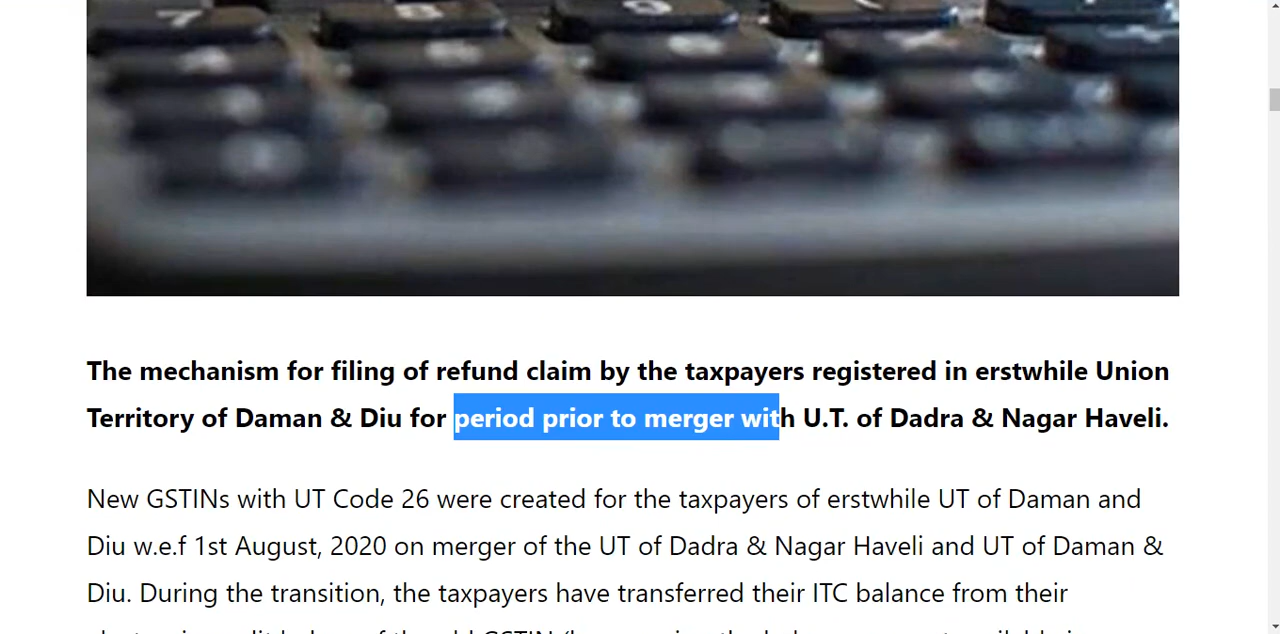 The mechanism for filing of refund claim by the taxpayers registered in erstwhile Union
Territory of Daman & Diu for period prior to merger with U.T. of Dadra & Nagar Haveli.
New GSTINs with UT Code 26 were created for the taxpayers of erstwhile UT of Daman and
Diu w.e.f 1st August, 2020 on merger of the UT of Dadra & Nagar Haveli and UT of Daman &
Diu. During the transition, the taxpayers have transferred their ITC balance from their